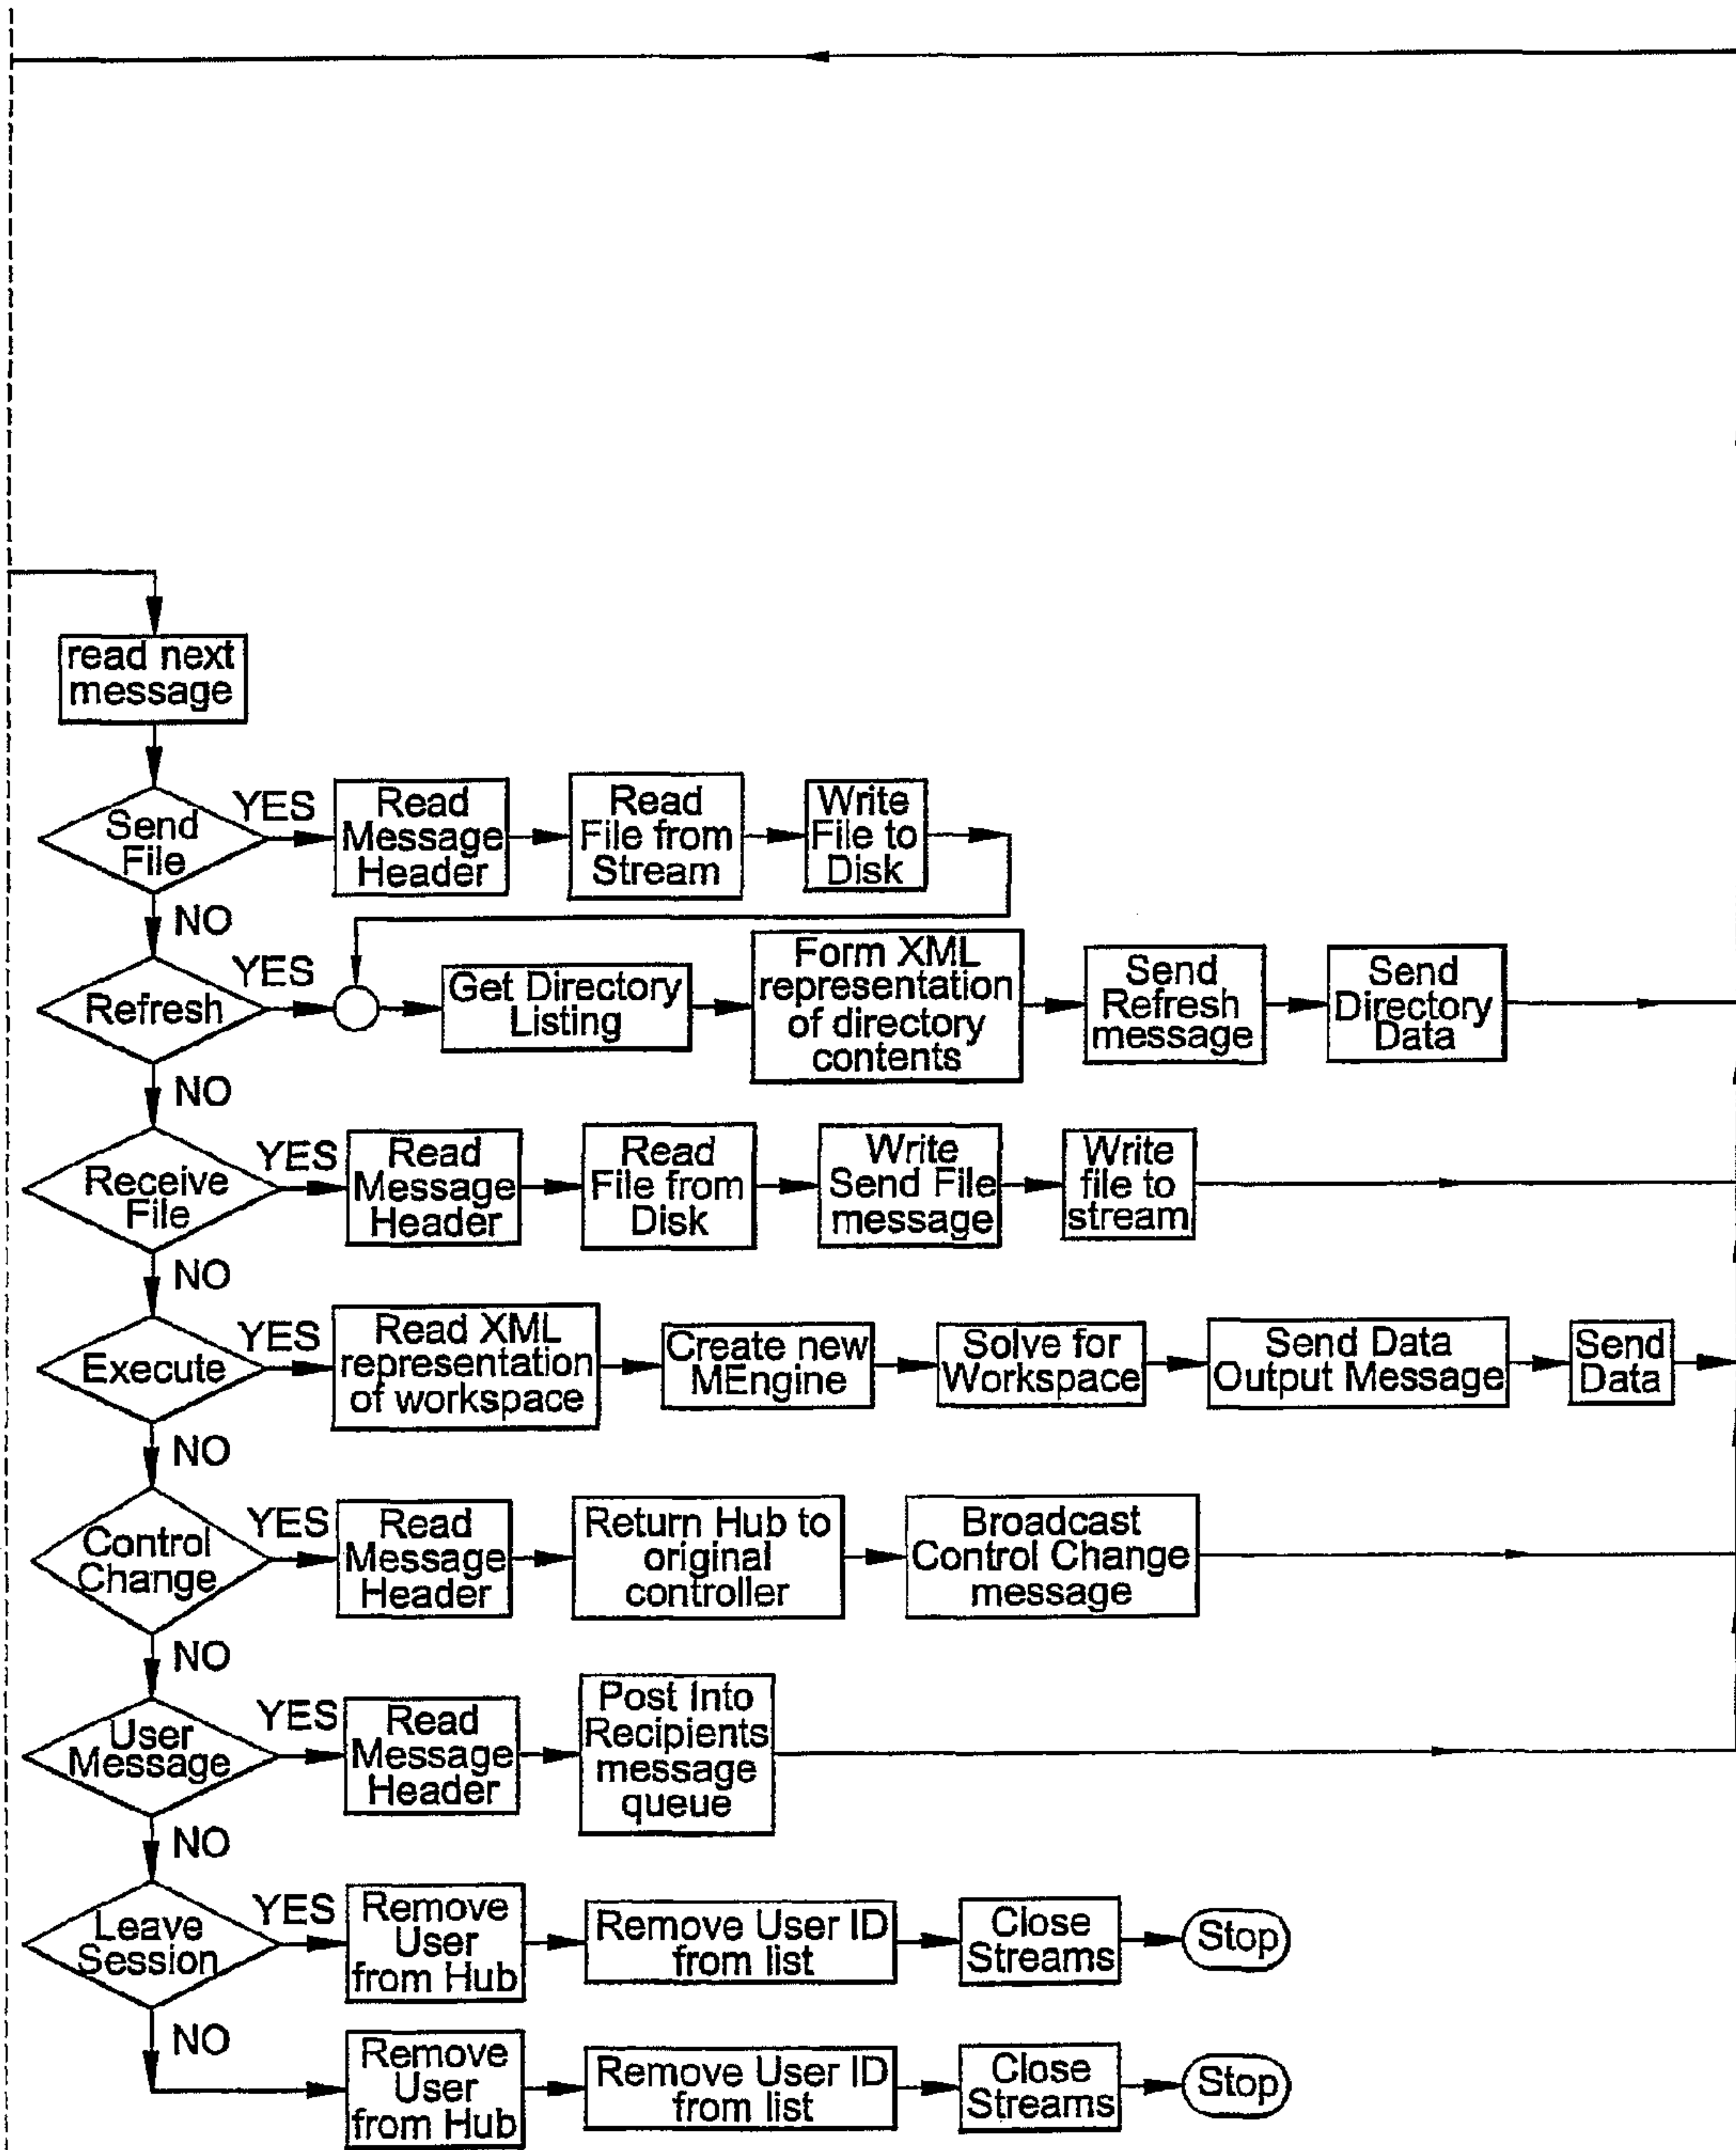 read next
message
Send
File
YES
Read
Message
Header
Read
File from
Stream
Write
File to
Disk
NO
Refresh
YES
Get Directory
Listing
Form XML
representation
of directory
contents
Send
Refresh
message
Send
Directory
Data
NO
Receive
File
YES
Read
Message
Header
Read
File from
Disk
Write
Send File
message
Write
file to
stream
NO
Execute
YES
Read XML
representation
of workspace
Create new
MEngine
Solve for
Workspace
Send Data
Output Message
Send
Data
NO
Control
Change
YES
Read
Message
Header
Return Hub to
original
controller
Broadcast
Control Change
message
NO
User
Message
YES
Read
Message
Header
Post Into
Recipients
message
queue
NO
Leave
Session
YES
Remove
User
from Hub
Remove User ID
from list
Close
Streams
Stop
NO
Remove
User
from Hub
Remove User ID
from list
Close
Streams
Stop